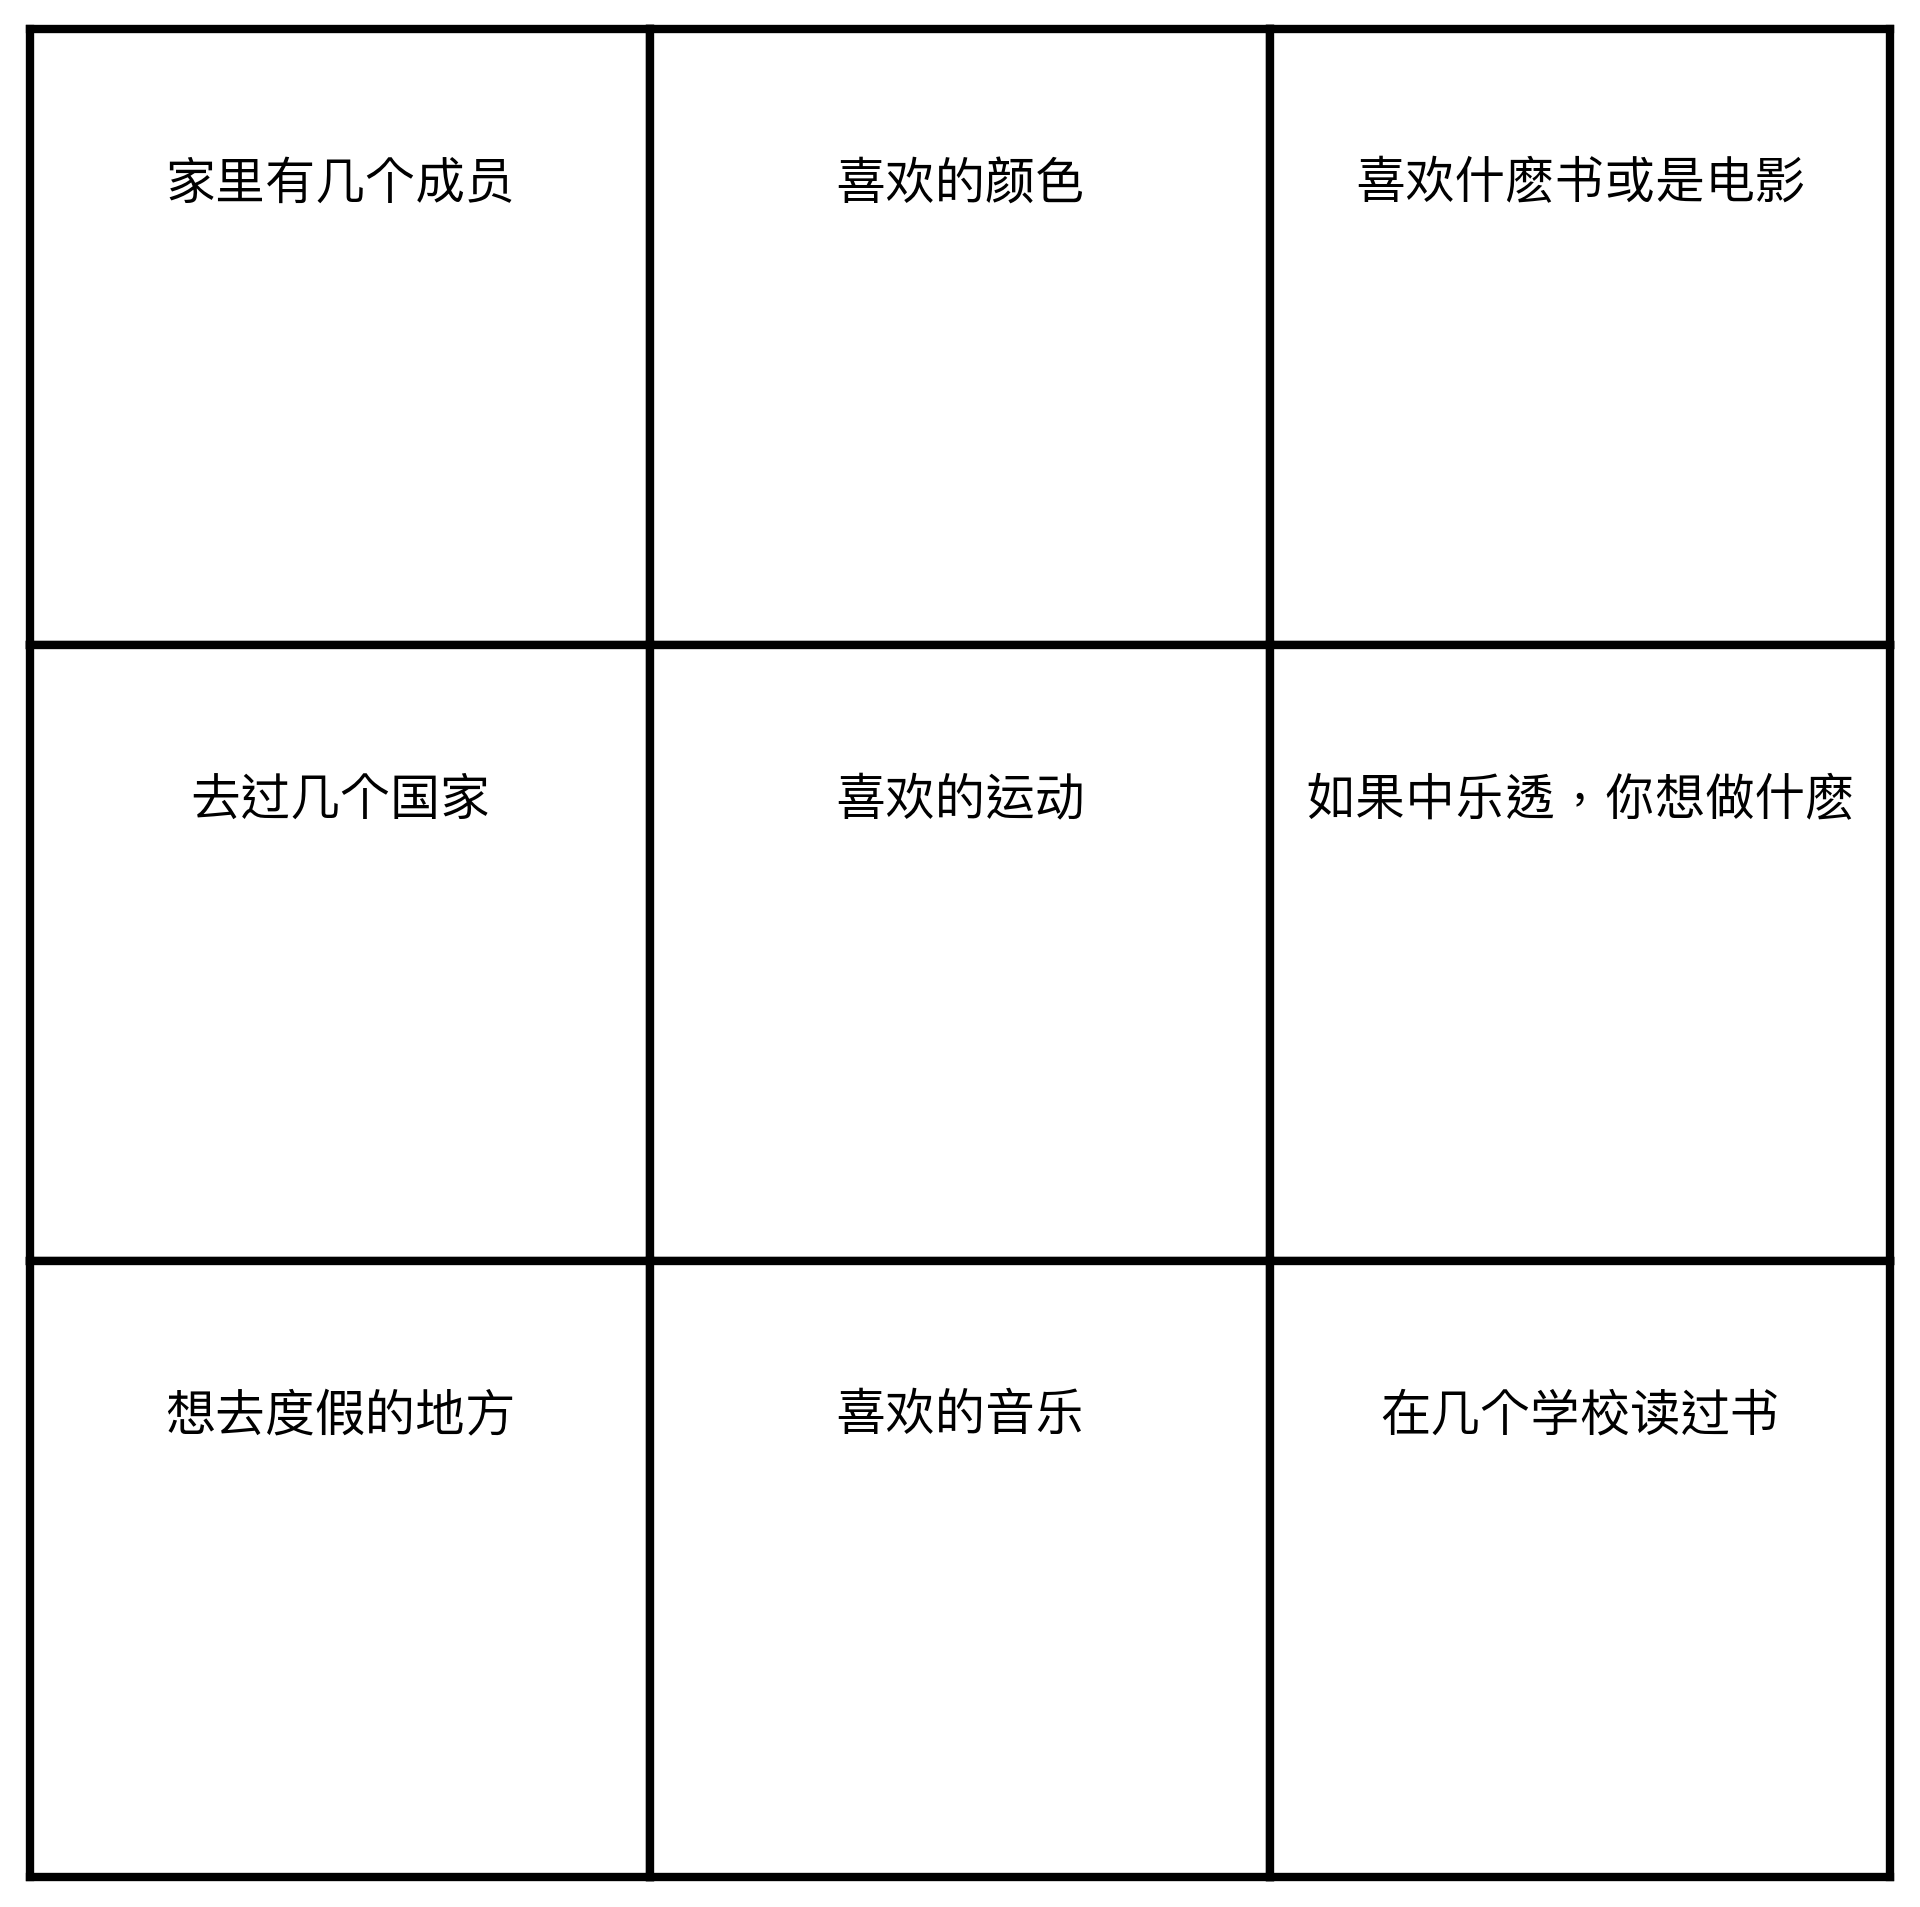 家里有几个成员
喜欢的颜色
喜欢什麽书或是电影
去过几个国家
喜欢的运动
如果中乐透，你想做什麽
想去度假的地方
喜欢的音乐
在几个学校读过书